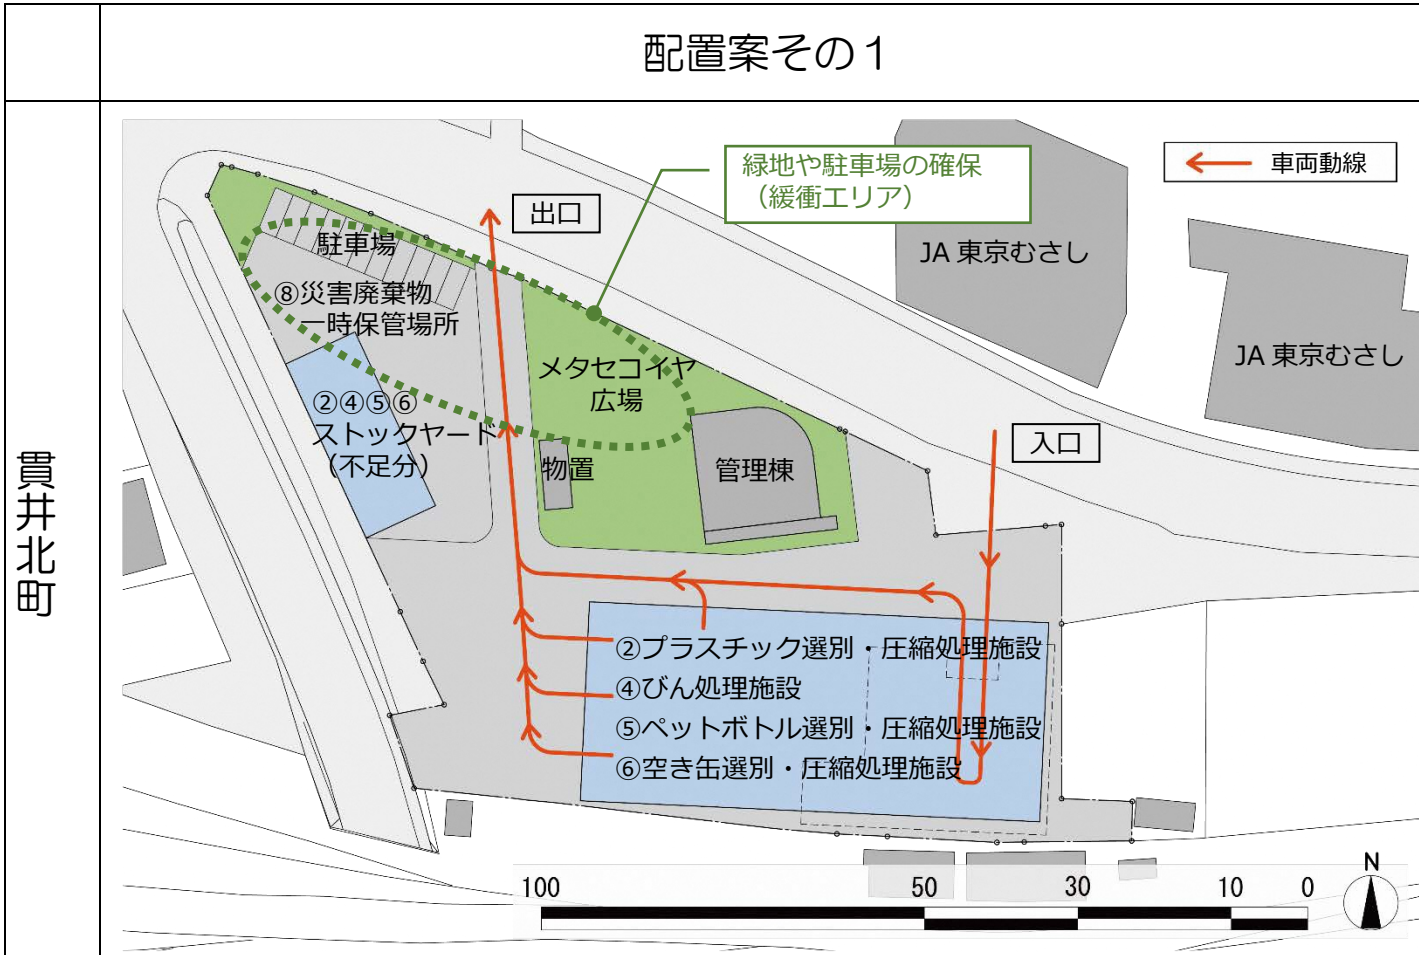 配置案その１
貫井北町
緑地や駐車場の確保
（緩衝エリア）
車両動線
出口
JA 東京むさし
駐車場
⑧災害廃棄物
一時保管場所
JA 東京むさし
メタセコイヤ
広場
②④⑤⑥
ストックヤード
（不足分）
物置
管理棟
入口
②プラスチック選別・圧縮処理施設
④びん処理施設
⑤ペットボトル選別・圧縮処理施設
⑥空き缶選別・圧縮処理施設
100 50 30 10 0
N